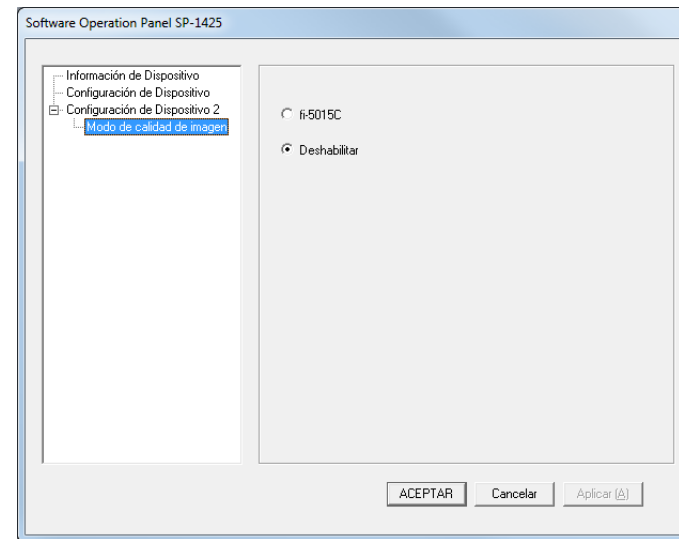 Software Operation Panel SP-1425
Información de Dispositivo
Configuración de Dispositivo
Configuración de Dispositivo 2
Modo de calidad de imagen
fi-5015C
Deshabilitar
ACEPTAR
Cancelar
Aplicar (A)